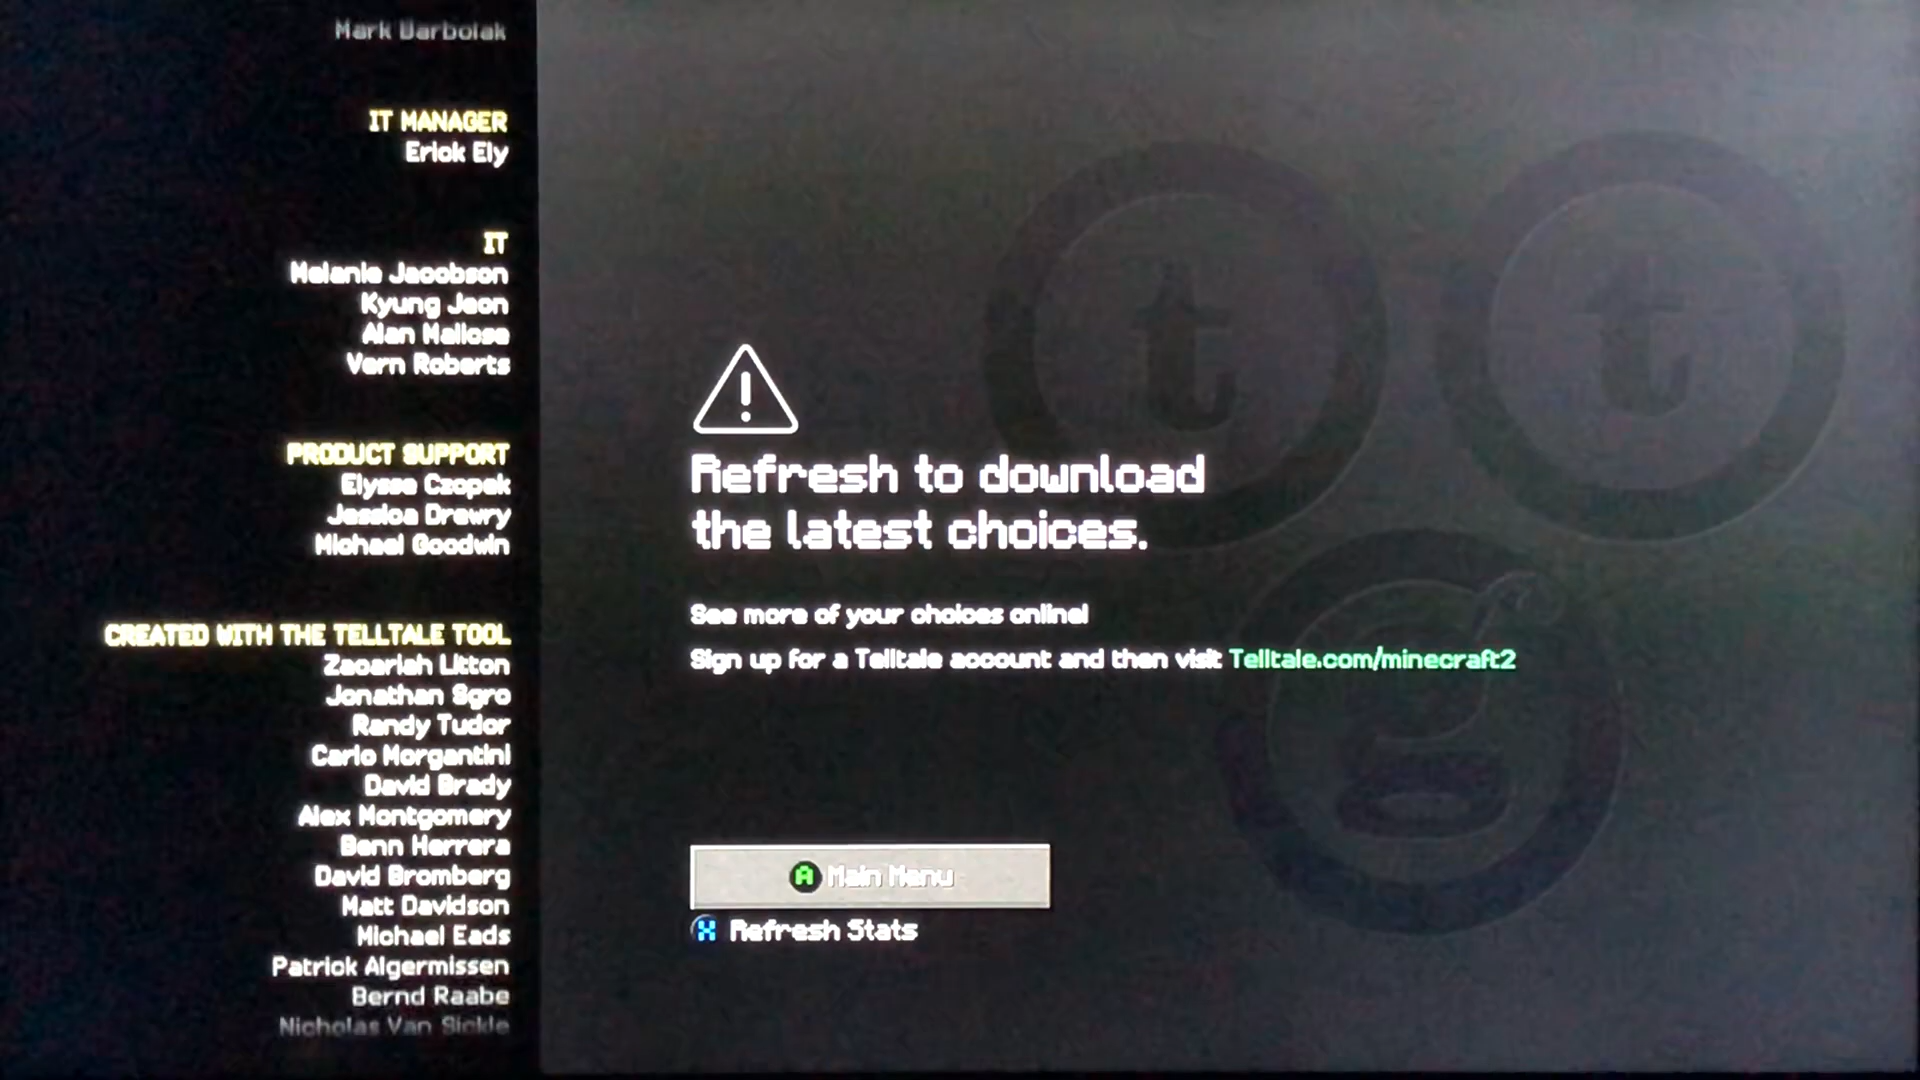 Mark Barbolak
IT MANAGER
Erick Ely
IT
Melanie Jacobson
Kyung Jeon
Alan Mallose
Vern Roberts
PRODUCT SUPPORT
Elysse Czopek
Jessica Drewry
Michael Goodwin
CREATED WITH THE TELLTALE TOOL
Zacariah Litton
Jonathan Sgro
Randy Tudor
Carlo Morgantini
David Brady
Alex Montgomery
Benn Herrera
David Bromberg
Matt Davidson
Michael Eads
Patrick Algermissen
Bernd Raabe
Nicholas Van Sickle
t t
g
!
Refresh to download
the latest choices.
See more of your choices online!
Sign up for a Telltale account and then visit Telltale.com/minecraft2
A Main Menu
X Refresh Stats